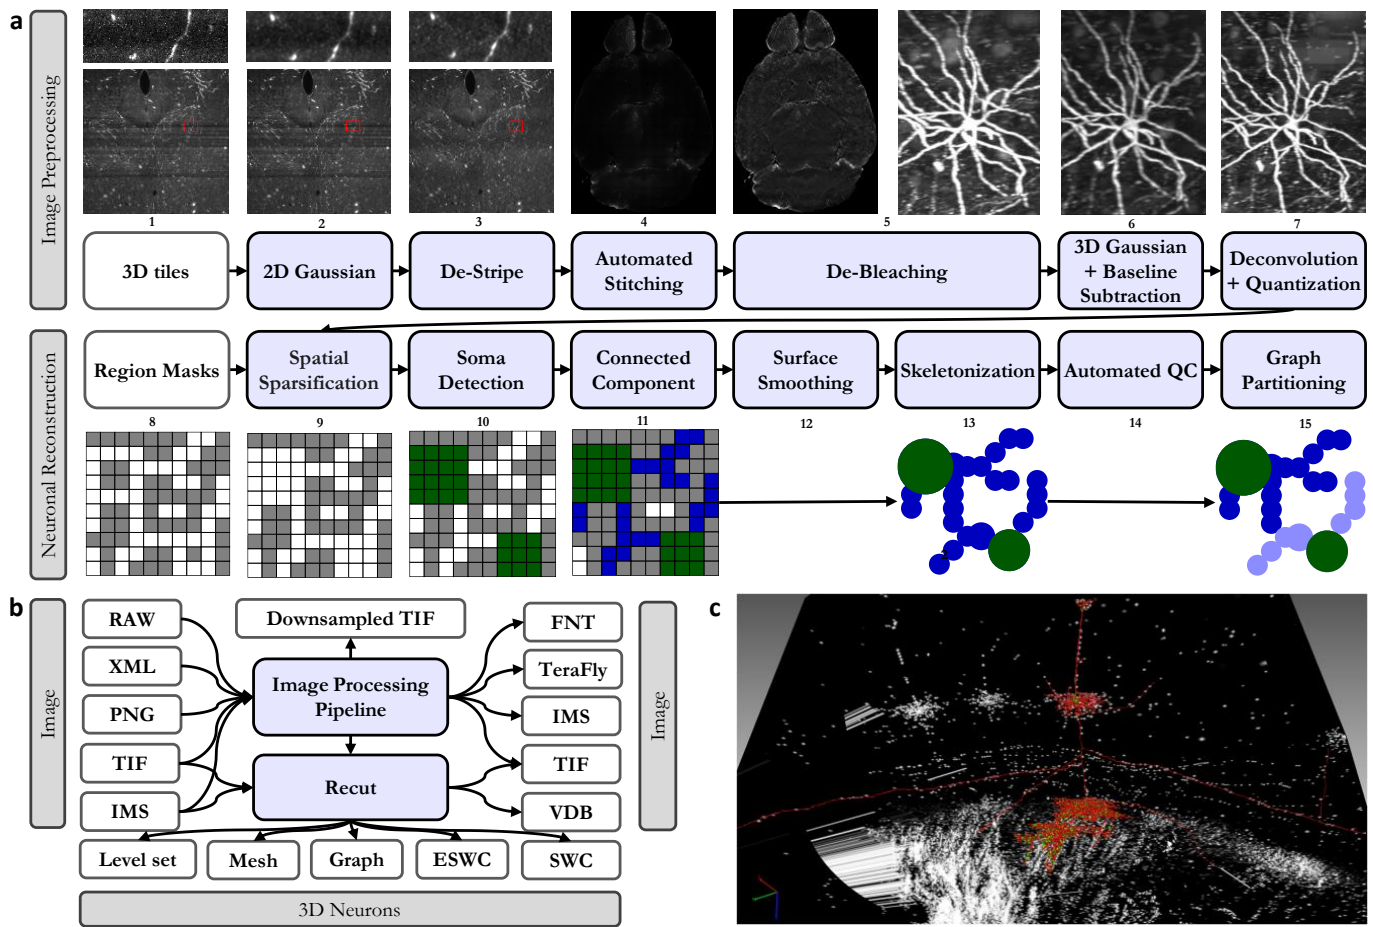 a
Image Preprocessing
1
2
3
4
5
6
7
3D tiles
2D Gaussian
De-Stripe
Automated
Stitching
De-Bleaching
3D Gaussian
+ Baseline
Subtraction
Deconvolution
+ Quantization
Neuronal Reconstruction
Region Masks
Spatial
Sparsification
Soma
Detection
Connected
Component
Surface
Smoothing
Skeletonization
Automated QC
Graph
Partitioning
8
9
10
11
12
13
14
15
2
b
Image
RAW
XML
PNG
TIF
IMS
Downsampled TIF
Image Processing
Pipeline
Recut
FNT
TeraFly
IMS
TIF
VDB
Image
Level set
Mesh
Graph
ESWC
SWC
3D Neurons
c